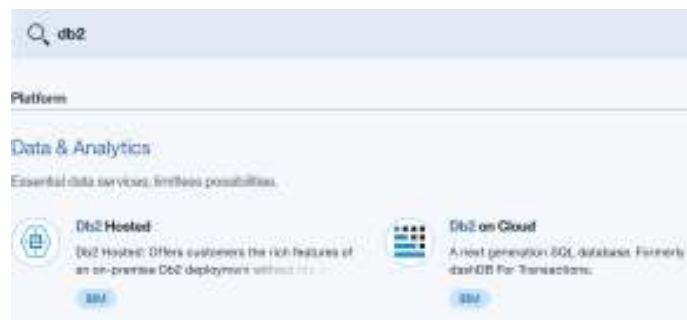 db2
Platform
Data & Analytics
Essential data services, limitless possibilities.
Db2 Hosted
Db2 Hosted: Offers customers the rich features of
an on-premise Db2 deployment without
IBM
Db2 on Cloud
A next generation SQL database. Formerly
dashDB For Transactions.
IBM